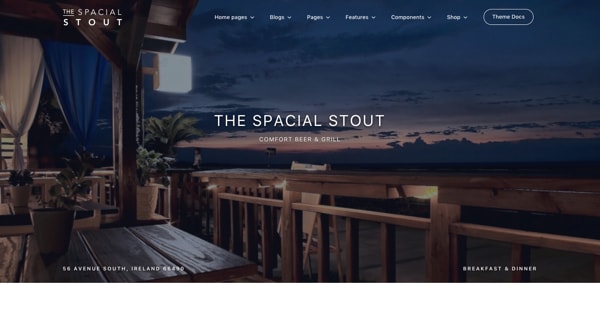 THE SPACIAL
STOUT
Home pages
Blogs
Pages
Features
Components
Shop
Theme Docs
THE SPACIAL STOUT
COMFORT BEER & GRILL
56 AVENUE SOUTH, IRELAND 66490
BREAKFAST & DINNER